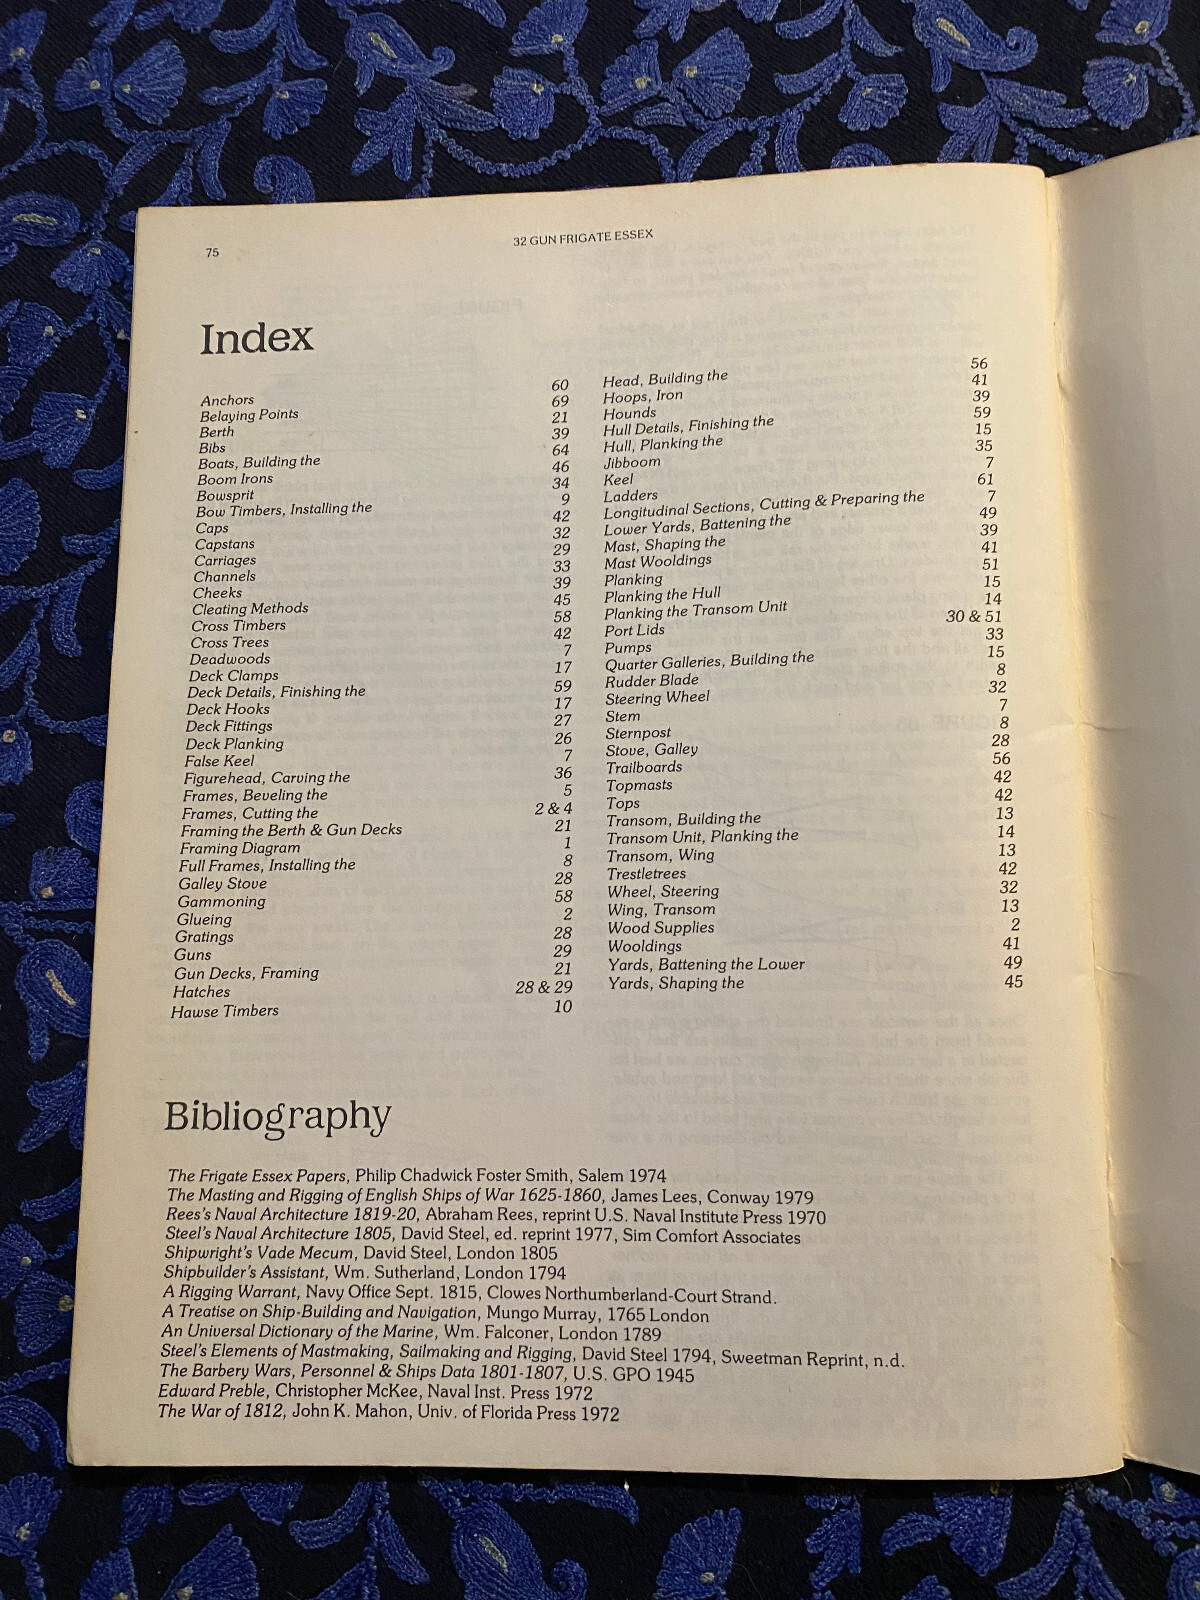 75
32 GUN FRIGATE ESSEX
Index
Anchors 60
Belaying Points 69
Berth 21
Bibs 39
Boats, Building the 64
Boom Irons 46
Bowsprit 34
Bow Timbers, Installing the 9
Caps 42
Capstans 32
Carriages 29
Channels 33
Cheeks 39
Cleating Methods 45
Cross Timbers 58
Cross Trees 42
Deadwoods 7
Deck Clamps 17
Deck Details, Finishing the 59
Deck Hooks 17
Deck Fittings 27
Deck Planking 26
False Keel 7
Figurehead, Carving the 36
Frames, Beveling the 5
Frames, Cutting the 2 & 4
Framing the Berth & Gun Decks 21
Framing Diagram 1
Full Frames, Installing the 8
Galley Stove 28
Gammoning 58
Glueing 2
Gratings 28
Guns 29
Gun Decks, Framing 21
Hatches 28 & 29
Hawse Timbers 10
Head, Building the 56
Hoops, Iron 41
Hounds 39
Hull Details, Finishing the 59
Hull, Planking the 15
Jibboom 35
Keel 7
Ladders 61
Longitudinal Sections, Cutting & Preparing the 7
Lower Yards, Battening the 49
Mast, Shaping the 39
Mast Wooldings 41
Planking 51
Planking the Hull 15
Planking the Transom Unit 14
Port Lids 30 & 51
Pumps 33
Quarter Galleries, Building the 15
Rudder Blade 8
Steering Wheel 32
Stem 7
Sternpost 8
Stove, Galley 28
Trailboards 56
Topmasts 42
Tops 42
Transom, Building the 13
Transom Unit, Planking the 14
Transom, Wing 13
Trestletrees 42
Wheel, Steering 32
Wing, Transom 13
Wood Supplies 2
Wooldings 41
Yards, Battening the Lower 49
Yards, Shaping the 45
Bibliography
The Frigate Essex Papers, Philip Chadwick Foster Smith, Salem 1974
The Masting and Rigging of English Ships of War 1625-1860, James Lees, Conway 1979
Rees's Naval Architecture 1819-20, Abraham Rees, reprint U.S. Naval Institute Press 1970
Steel's Naval Architecture 1805, David Steel, ed. reprint 1977, Sim Comfort Associates
Shipwright's Vade Mecum, David Steel, London 1805
Shipbuilder's Assistant, Wm. Sutherland, London 1794
A Rigging Warrant, Navy Office Sept. 1815, Clowes Northumberland-Court Strand.
A Treatise on Ship-Building and Navigation, Mungo Murray, 1765 London
An Universal Dictionary of the Marine, Wm. Falconer, London 1789
Steel's Elements of Mastmaking, Sailmaking and Rigging, David Steel 1794, Sweetman Reprint, n.d.
The Barbery Wars, Personnel & Ships Data 1801-1807, U.S. GPO 1945
Edward Preble, Christopher McKee, Naval Inst. Press 1972
The War of 1812, John K. Mahon, Univ. of Florida Press 1972